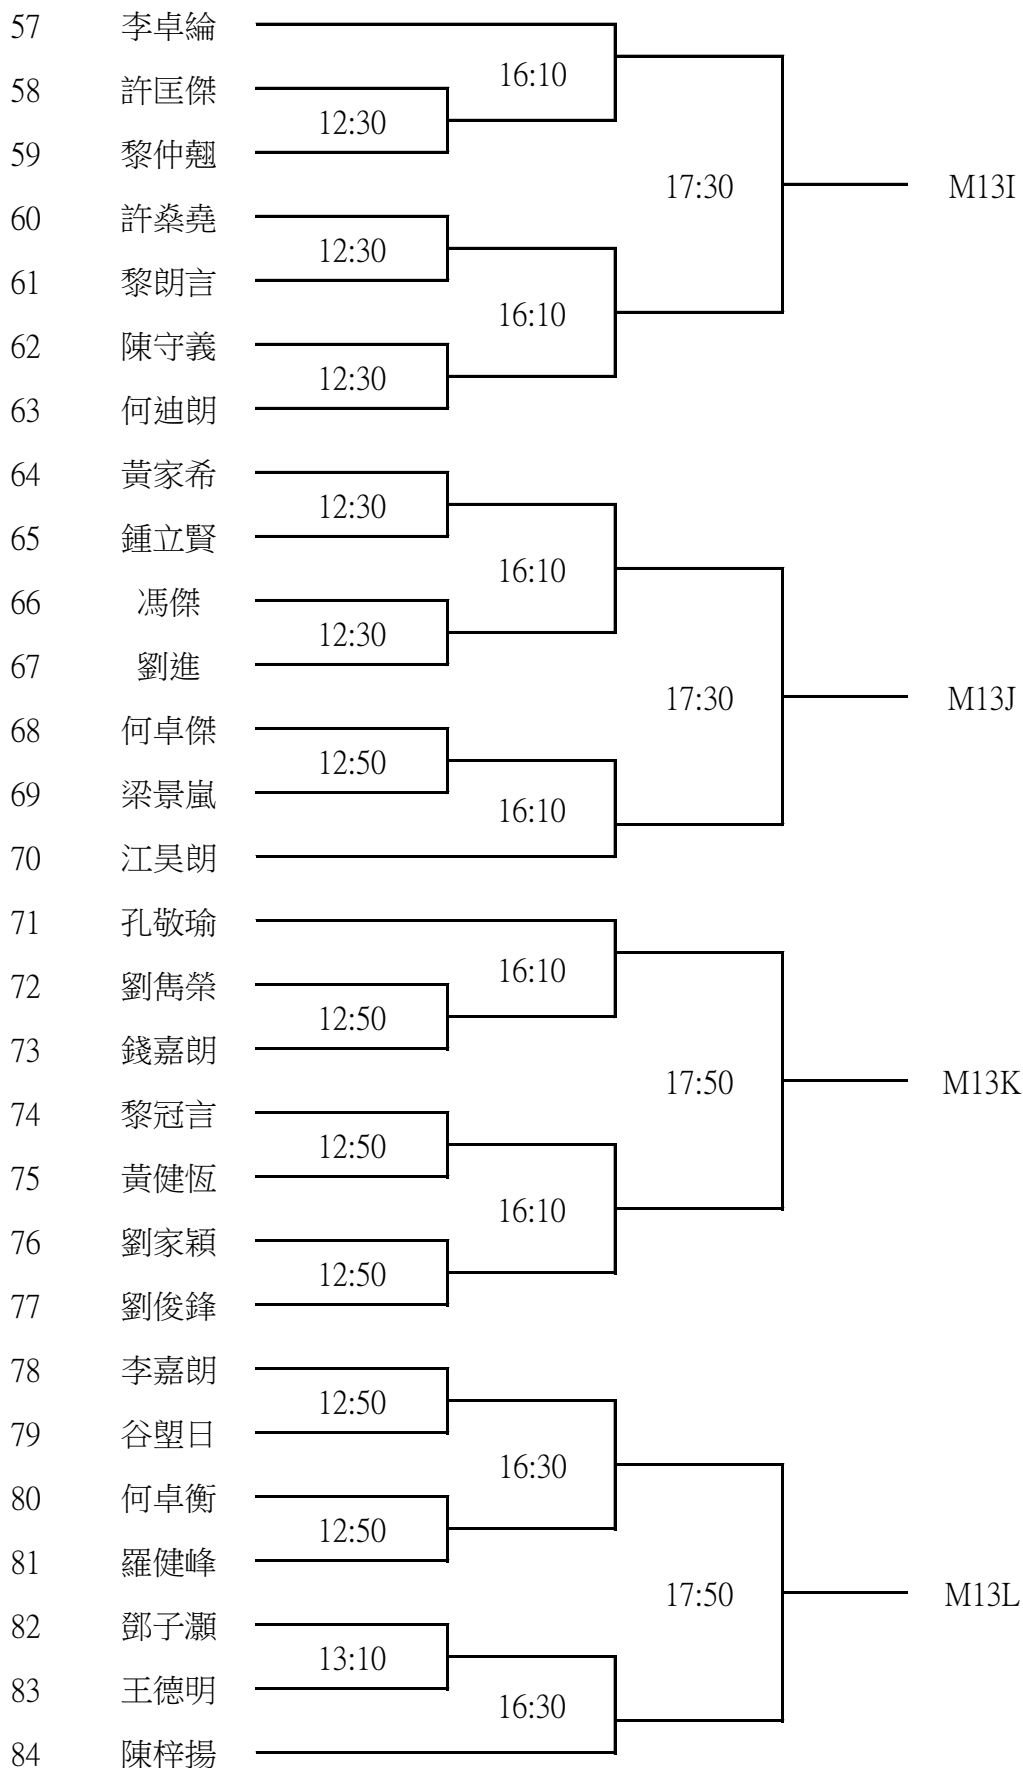 57 李卓綸
16:10
58 許匡傑
12:30
59 黎仲翹
17:30 M13I
60 許燊堯
12:30
61 黎朗言
16:10
62 陳守義
12:30
63 何迪朗
64 黃家希
12:30
65 鍾立賢
16:10
66 馮傑
12:30
67 劉進
17:30 M13J
68 何卓傑
12:50
69 梁景嵐
16:10
70 江昊朗
71 孔敬瑜
16:10
72 劉雋榮
12:50
73 錢嘉朗
17:50 M13K
74 黎冠言
12:50
75 黃健恆
16:10
76 劉家穎
12:50
77 劉俊鋒
78 李嘉朗
12:50
79 谷塱日
16:30
80 何卓衡
12:50
81 羅健峰
17:50 M13L
82 鄧子灝
13:10
83 王德明
16:30
84 陳梓揚